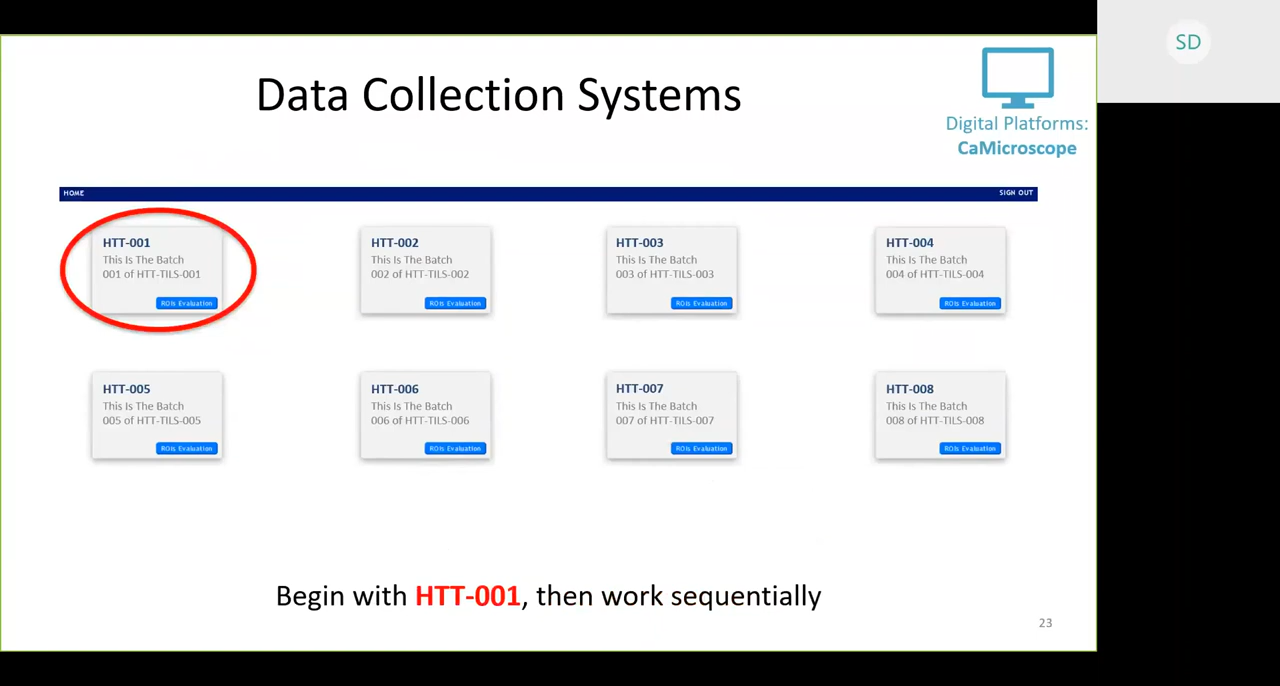 SD
Data Collection Systems
Digital Platforms:
CaMicroscope
HOME
SIGN OUT
HTT-001
This Is The Batch
001 of HTT-TILS-001
ROIs Evaluation
HTT-002
This Is The Batch
002 of HTT-TILS-002
ROIs Evaluation
HTT-003
This Is The Batch
003 of HTT-TILS-003
ROIs Evaluation
HTT-004
This Is The Batch
004 of HTT-TILS-004
ROIs Evaluation
HTT-005
This Is The Batch
005 of HTT-TILS-005
ROIs Evaluation
HTT-006
This Is The Batch
006 of HTT-TILS-006
ROIs Evaluation
HTT-007
This Is The Batch
007 of HTT-TILS-007
ROIs Evaluation
HTT-008
This Is The Batch
008 of HTT-TILS-008
ROIs Evaluation
Begin with HTT-001, then work sequentially
23